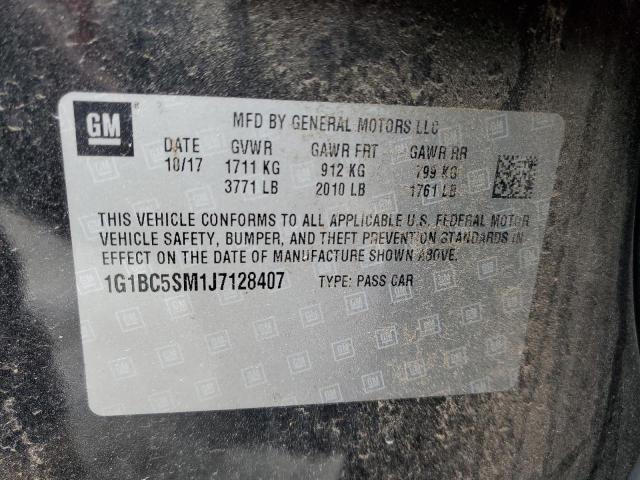 GM ®
MFD BY GENERAL MOTORS LLC
DATE GVWR GAWR FRT GAWR RR
10/17 1711 KG 912 KG 799 KG
3771 LB 2010 LB 1761 LB
THIS VEHICLE CONFORMS TO ALL APPLICABLE U.S. FEDERAL MOTOR
VEHICLE SAFETY, BUMPER, AND THEFT PREVENTION STANDARDS IN
EFFECT ON THE DATE OF MANUFACTURE SHOWN ABOVE.
1G1BC5SM1J7128407 TYPE: PASS CAR